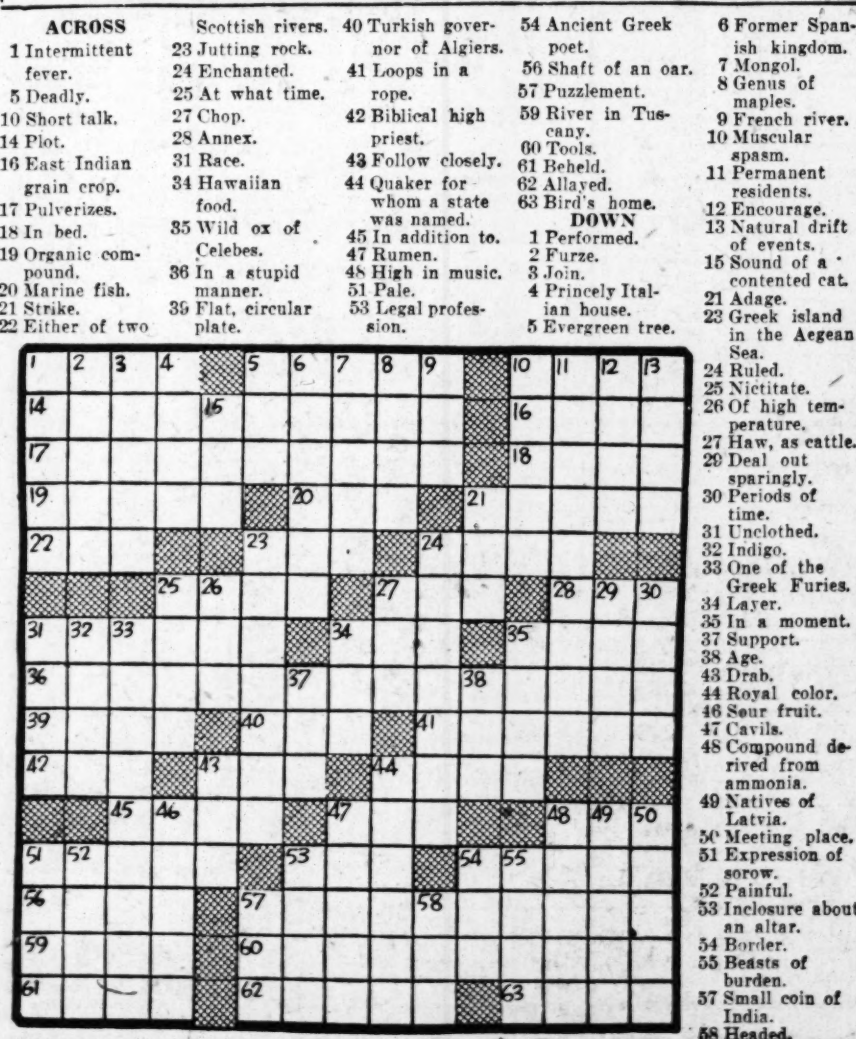 ACROSS
1 Intermittent
fever.
5 Deadly.
10 Short talk.
14 Plot.
16 East Indian
grain crop.
17 Pulverizes.
18 In bed.
19 Organic com-
pound.
20 Marine fish.
21 Strike.
22 Either of two
Scottish rivers.
23 Jutting rock.
24 Enchanted.
25 At what time.
27 Chop.
28 Annex.
31 Race.
34 Hawaiian
food.
35 Wild ox of
Celebes.
36 In a stupid
manner.
39 Flat, circular
plate.
40 Turkish gover-
nor of Algiers.
41 Loops in a
rope.
42 Biblical high
priest.
43 Follow closely.
44 Quaker for
whom a state
was named.
45 In addition to.
47 Rumen.
48 High in music.
51 Pale.
53 Legal profes-
sion.
54 Ancient Greek
poet.
56 Shaft of an oar.
57 Puzzlement.
59 River in Tus-
cany.
60 Tools.
61 Beheld.
62 Allayed.
63 Bird's home.
DOWN
1 Performed.
2 Furze.
3 Join.
4 Princely Ital-
ian house.
5 Evergreen tree.
6 Former Span-
ish kingdom.
7 Mongol.
8 Genus of
maples.
9 French river.
10 Muscular
spasm.
11 Permanent
residents.
12 Encourage.
13 Natural drift
of events.
15 Sound of a
contented cat.
21 Adage.
23 Greek island
in the Aegean
Sea.
24 Ruled.
25 Nictitate.
26 Of high tem-
perature.
27 Haw, as cattle.
29 Deal out
sparingly.
30 Periods of
time.
31 Unclothed.
32 Indigo.
33 One of the
Greek Furies.
34 Layer.
35 In a moment.
37 Support.
38 Age.
43 Drab.
44 Royal color.
46 Sour fruit.
47 Cavils.
48 Compound de-
rived from
ammonia.
49 Natives of
Latvia.
50 Meeting place.
51 Expression of
sorow.
52 Painful.
53 Inclosure about
an altar.
54 Border.
55 Beasts of
burden.
57 Small coin of
India.
58 Headed.
1 2 3 4 5 6 7 8 9 10 11 12 13
14 15 16
17 18
19 20 21
22 23 24
25 26 27 28 29 30
31 32 33 34 35
36 37 38
39 40 41
42 43 44
45 46 47 48 49 50
51 52 53 54 55
56 57 58
59 60
61 62 63